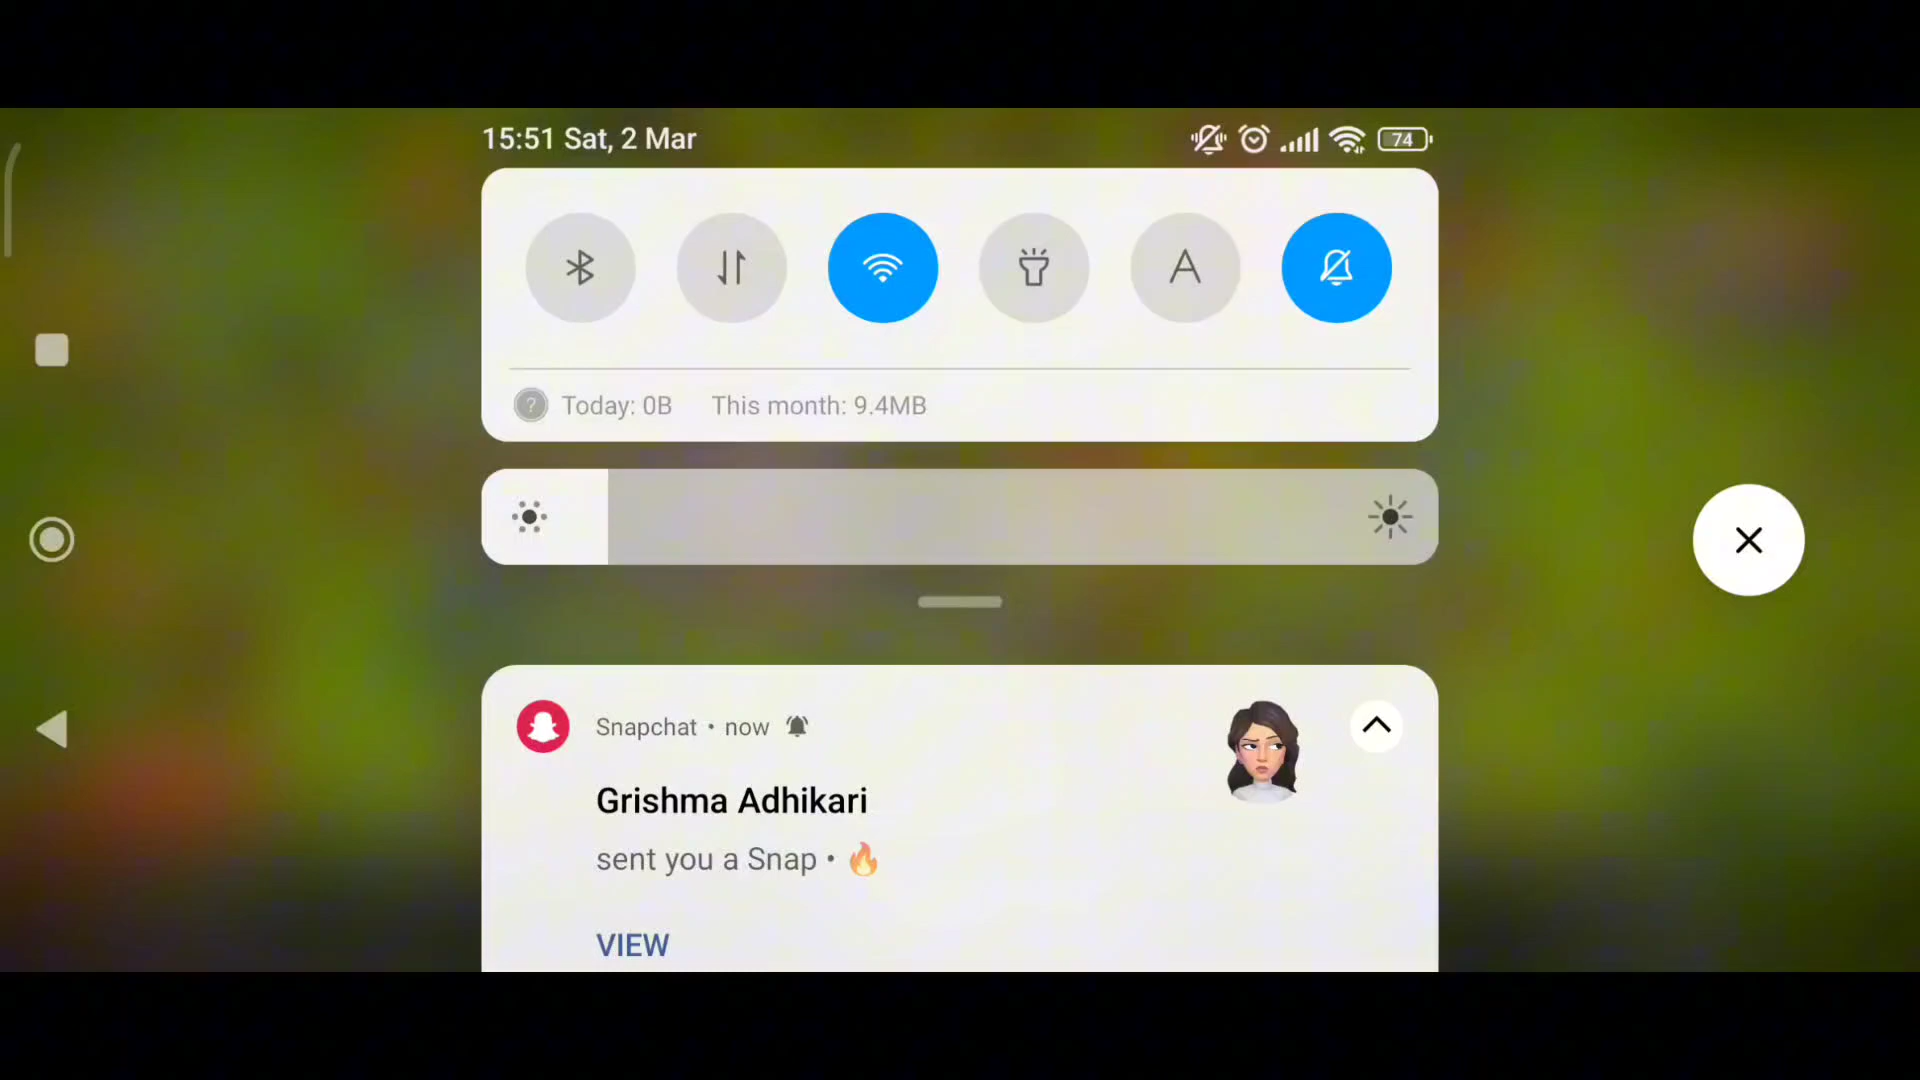 15:51 Sat, 2 Mar
74
A
? Today: 0B This month: 9.4MB
Snapchat • now
Grishma Adhikari
sent you a Snap • 🔥
VIEW